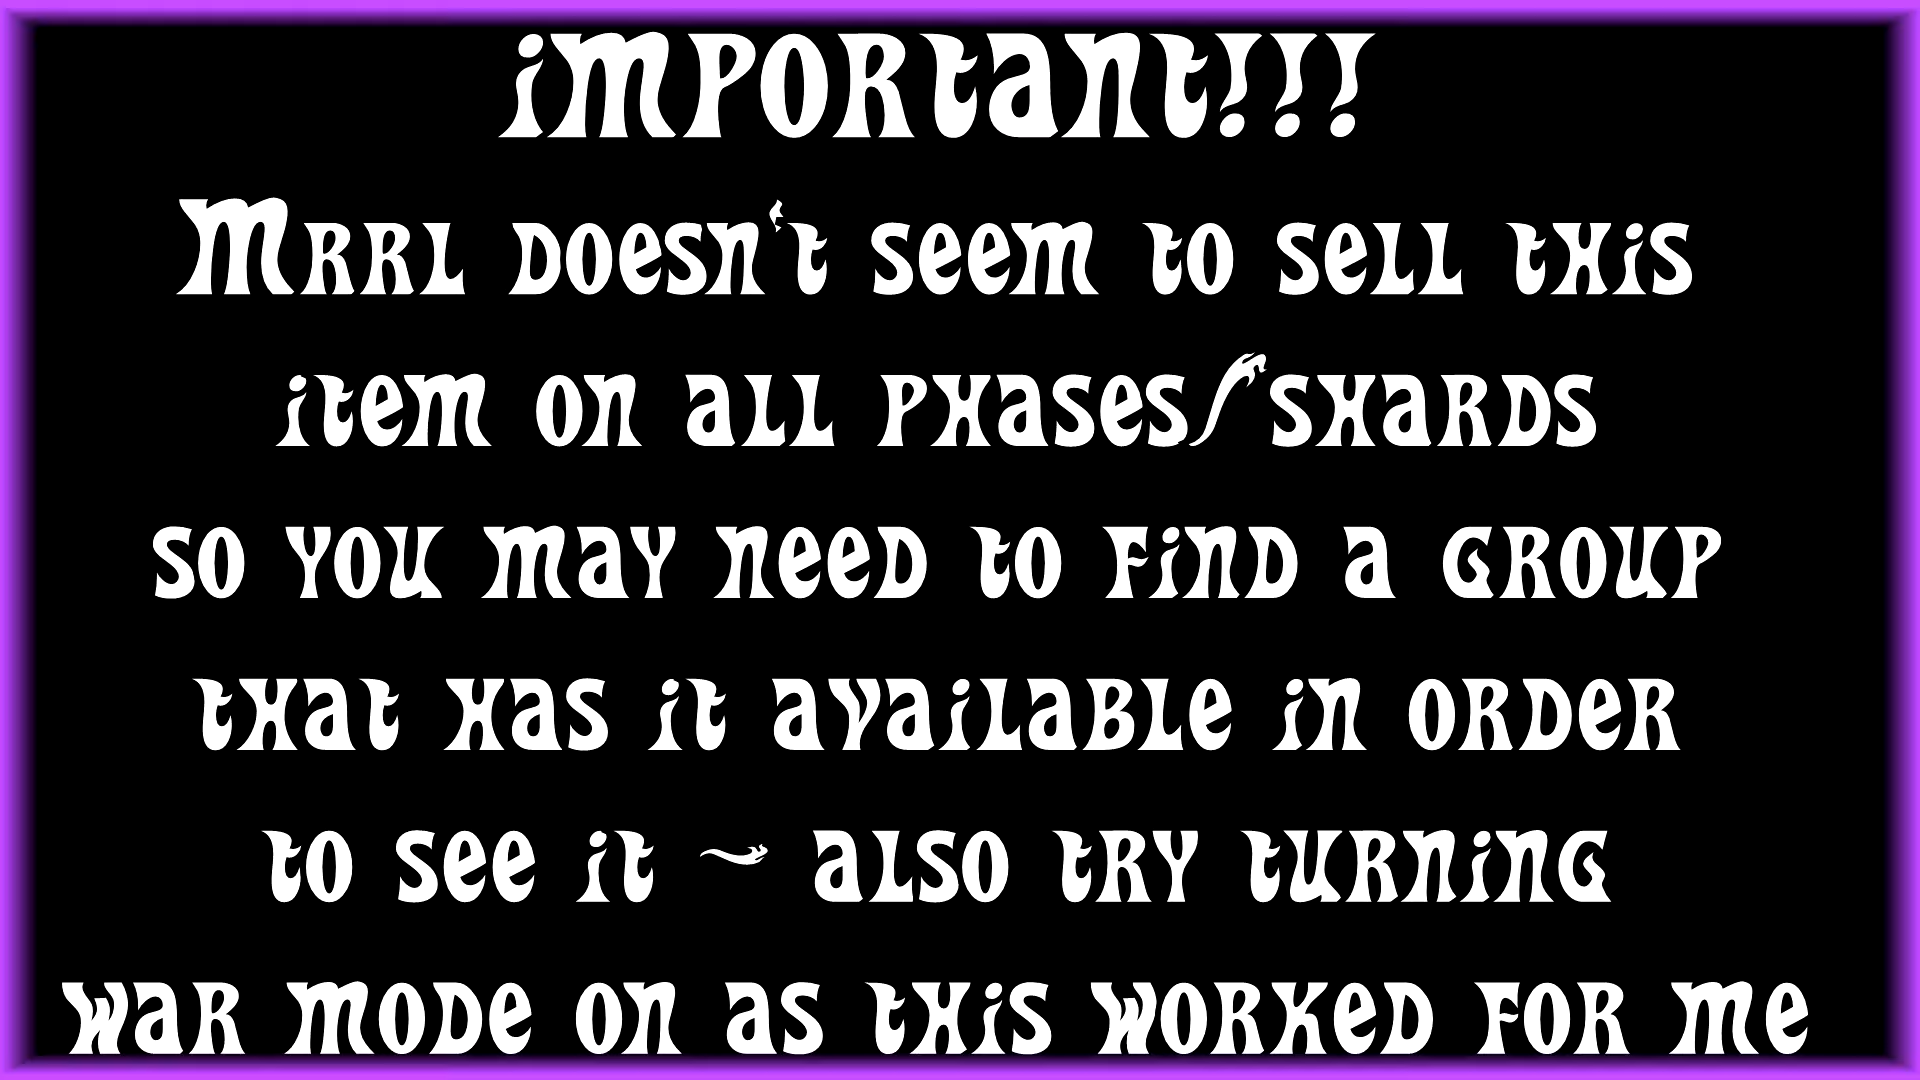 IMPORTANT!!!
Mrrl doesn't seem to sell this
item on all phases/shards
so you may need to find a group
that has it available in order
to see it ~ also try turning
war mode on as this worked for me